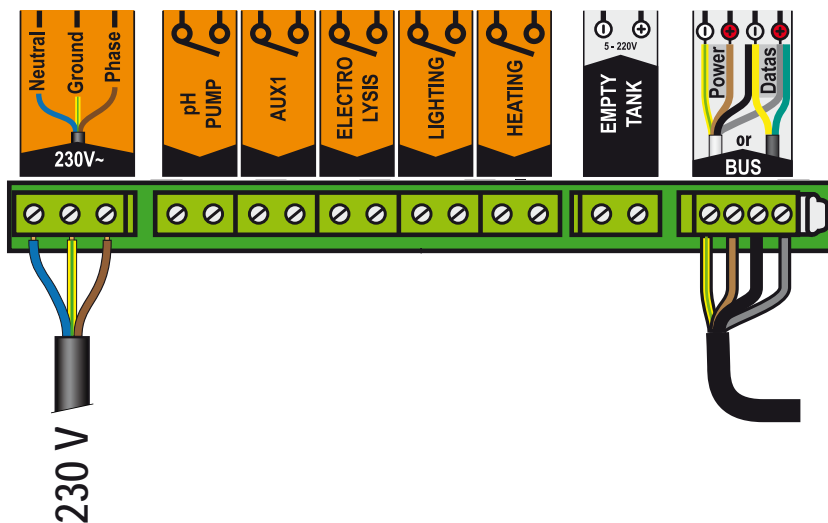 Neutral
Ground
Phase
230V~
pH
PUMP
AUX1
ELECTRO
LYSIS
LIGHTING
HEATING
5 - 220V
EMPTY
TANK
Power
Datas
or
BUS
230 V